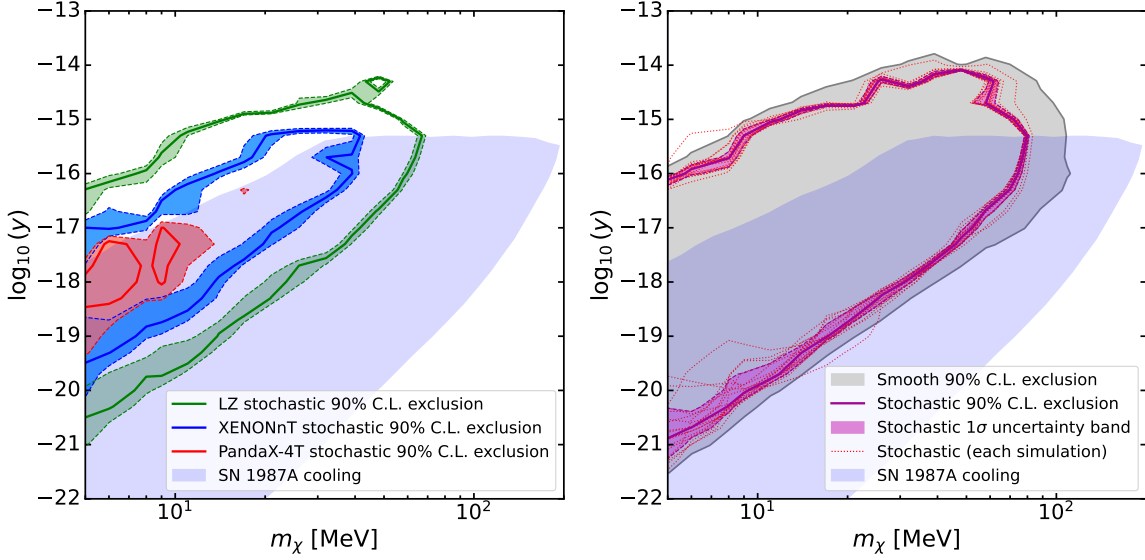 −13
−14
−15
−16
−17
−18
−19
−20
−21
−22
log₁₀(y)
10¹
10²
mχ [MeV]
LZ stochastic 90% C.L. exclusion
XENONnT stochastic 90% C.L. exclusion
PandaX-4T stochastic 90% C.L. exclusion
SN 1987A cooling
−13
−14
−15
−16
−17
−18
−19
−20
−21
−22
log₁₀(y)
10¹
10²
mχ [MeV]
Smooth 90% C.L. exclusion
Stochastic 90% C.L. exclusion
Stochastic 1σ uncertainty band
Stochastic (each simulation)
SN 1987A cooling